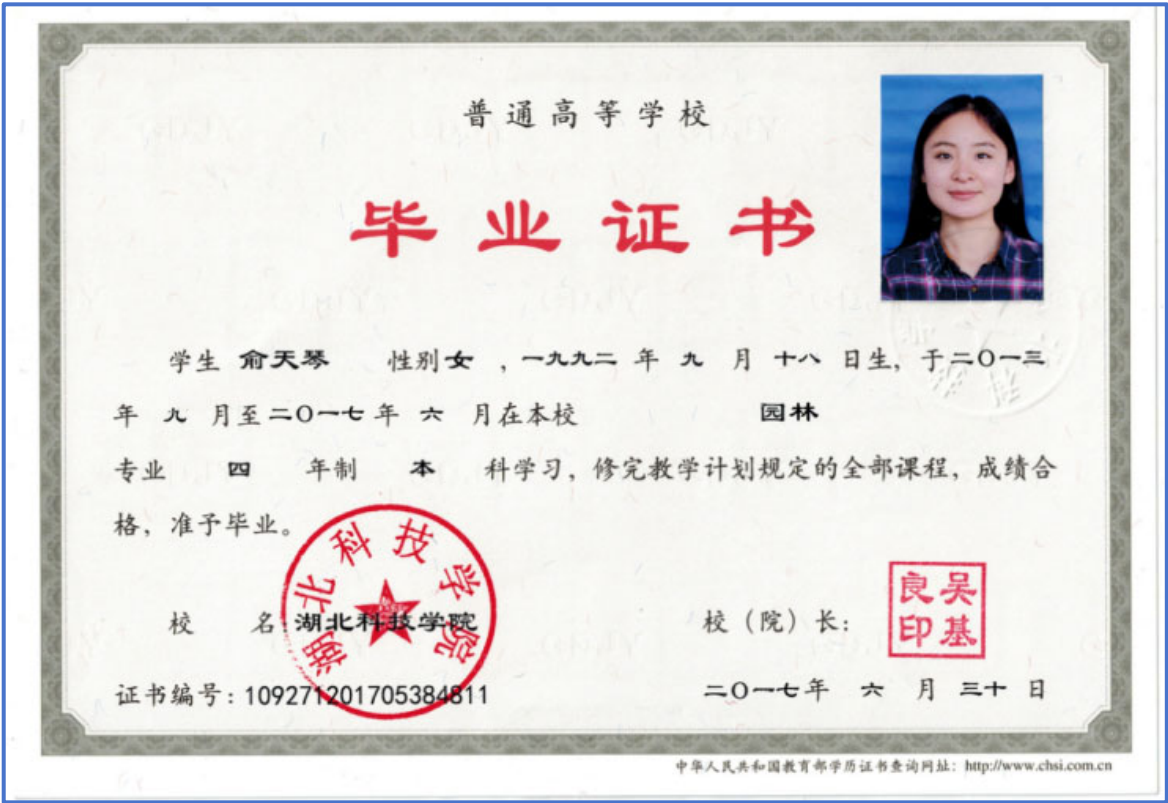 普通高等学校
毕业证书
学生 俞天琴 性别 女 ，一九九二 年 九 月 十八 日生，于二O一三
年 九 月至二O一七年 六 月在本校 园林
专业 四 年制 本 科学习，修完教学计划规定的全部课程，成绩合
格，准予毕业。
湖北科技学院
校 名：湖北科技学院 校（院）长：
吴基良印
证书编号：109271201705384811 二O一七年 六 月 三十 日
中华人民共和国教育部学历证书查询网址：http://www.chsi.com.cn